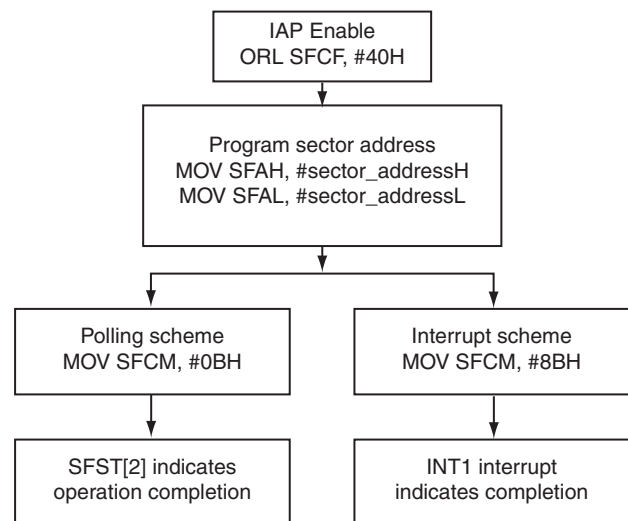 IAP Enable
ORL SFCF, #40H
Program sector address
MOV SFAH, #sector_addressH
MOV SFAL, #sector_addressL
Polling scheme
MOV SFCM, #0BH
Interrupt scheme
MOV SFCM, #8BH
SFST[2] indicates
operation completion
INT1 interrupt
indicates completion